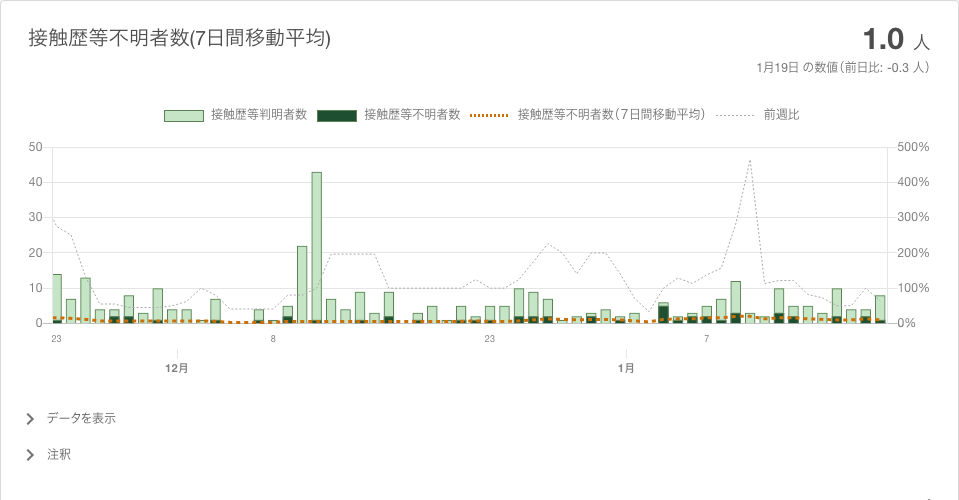 接触歴等不明者数(7日間移動平均)
1.0 人
1月19日 の数値（前日比: -0.3 人）
接触歴等判明者数 接触歴等不明者数 接触歴等不明者数（7日間移動平均） 前週比
50 500%
40 400%
30 300%
20 200%
10 100%
0 0%
23 8 23 7
12月 1月
データを表示
注釈